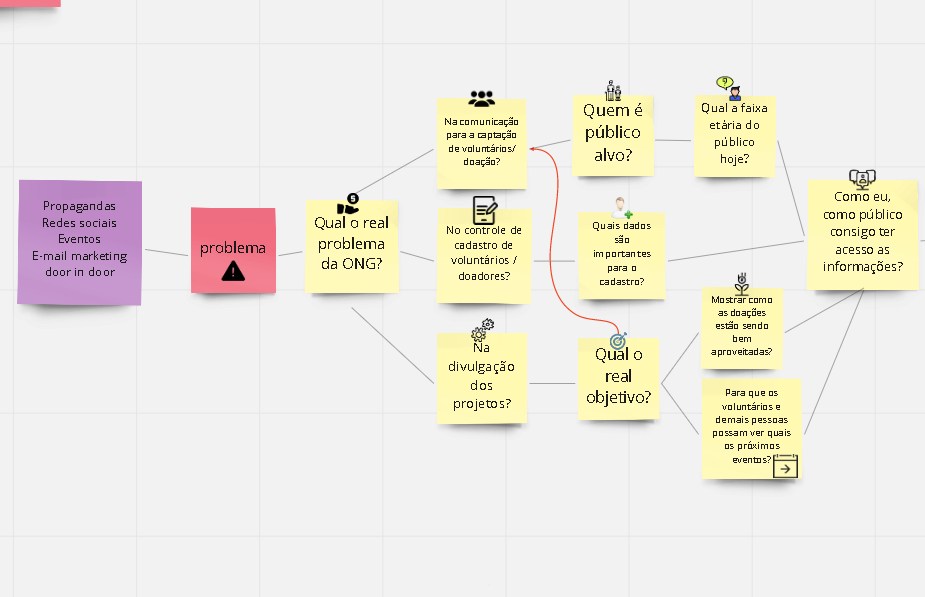 Propagandas
Redes sociais
Eventos
E-mail marketing
door in door
problema
Qual o real
problema
da ONG?
Na comunicação
para a captação
de voluntários/
doação?
No controle de
cadastro de
voluntários /
doadores?
Na
divulgação
dos
projetos?
Quem é
público
alvo?
Quais dados
são
importantes
para o
cadastro?
Qual o
real
objetivo?
Qual a faixa
etária do
público
hoje?
Mostrar como
as doações
estão sendo
bem
aproveitadas?
Para que os
voluntários e
demais pessoas
possam ver quais
os próximos
eventos?
Como eu,
como público
consigo ter
acesso as
informações?